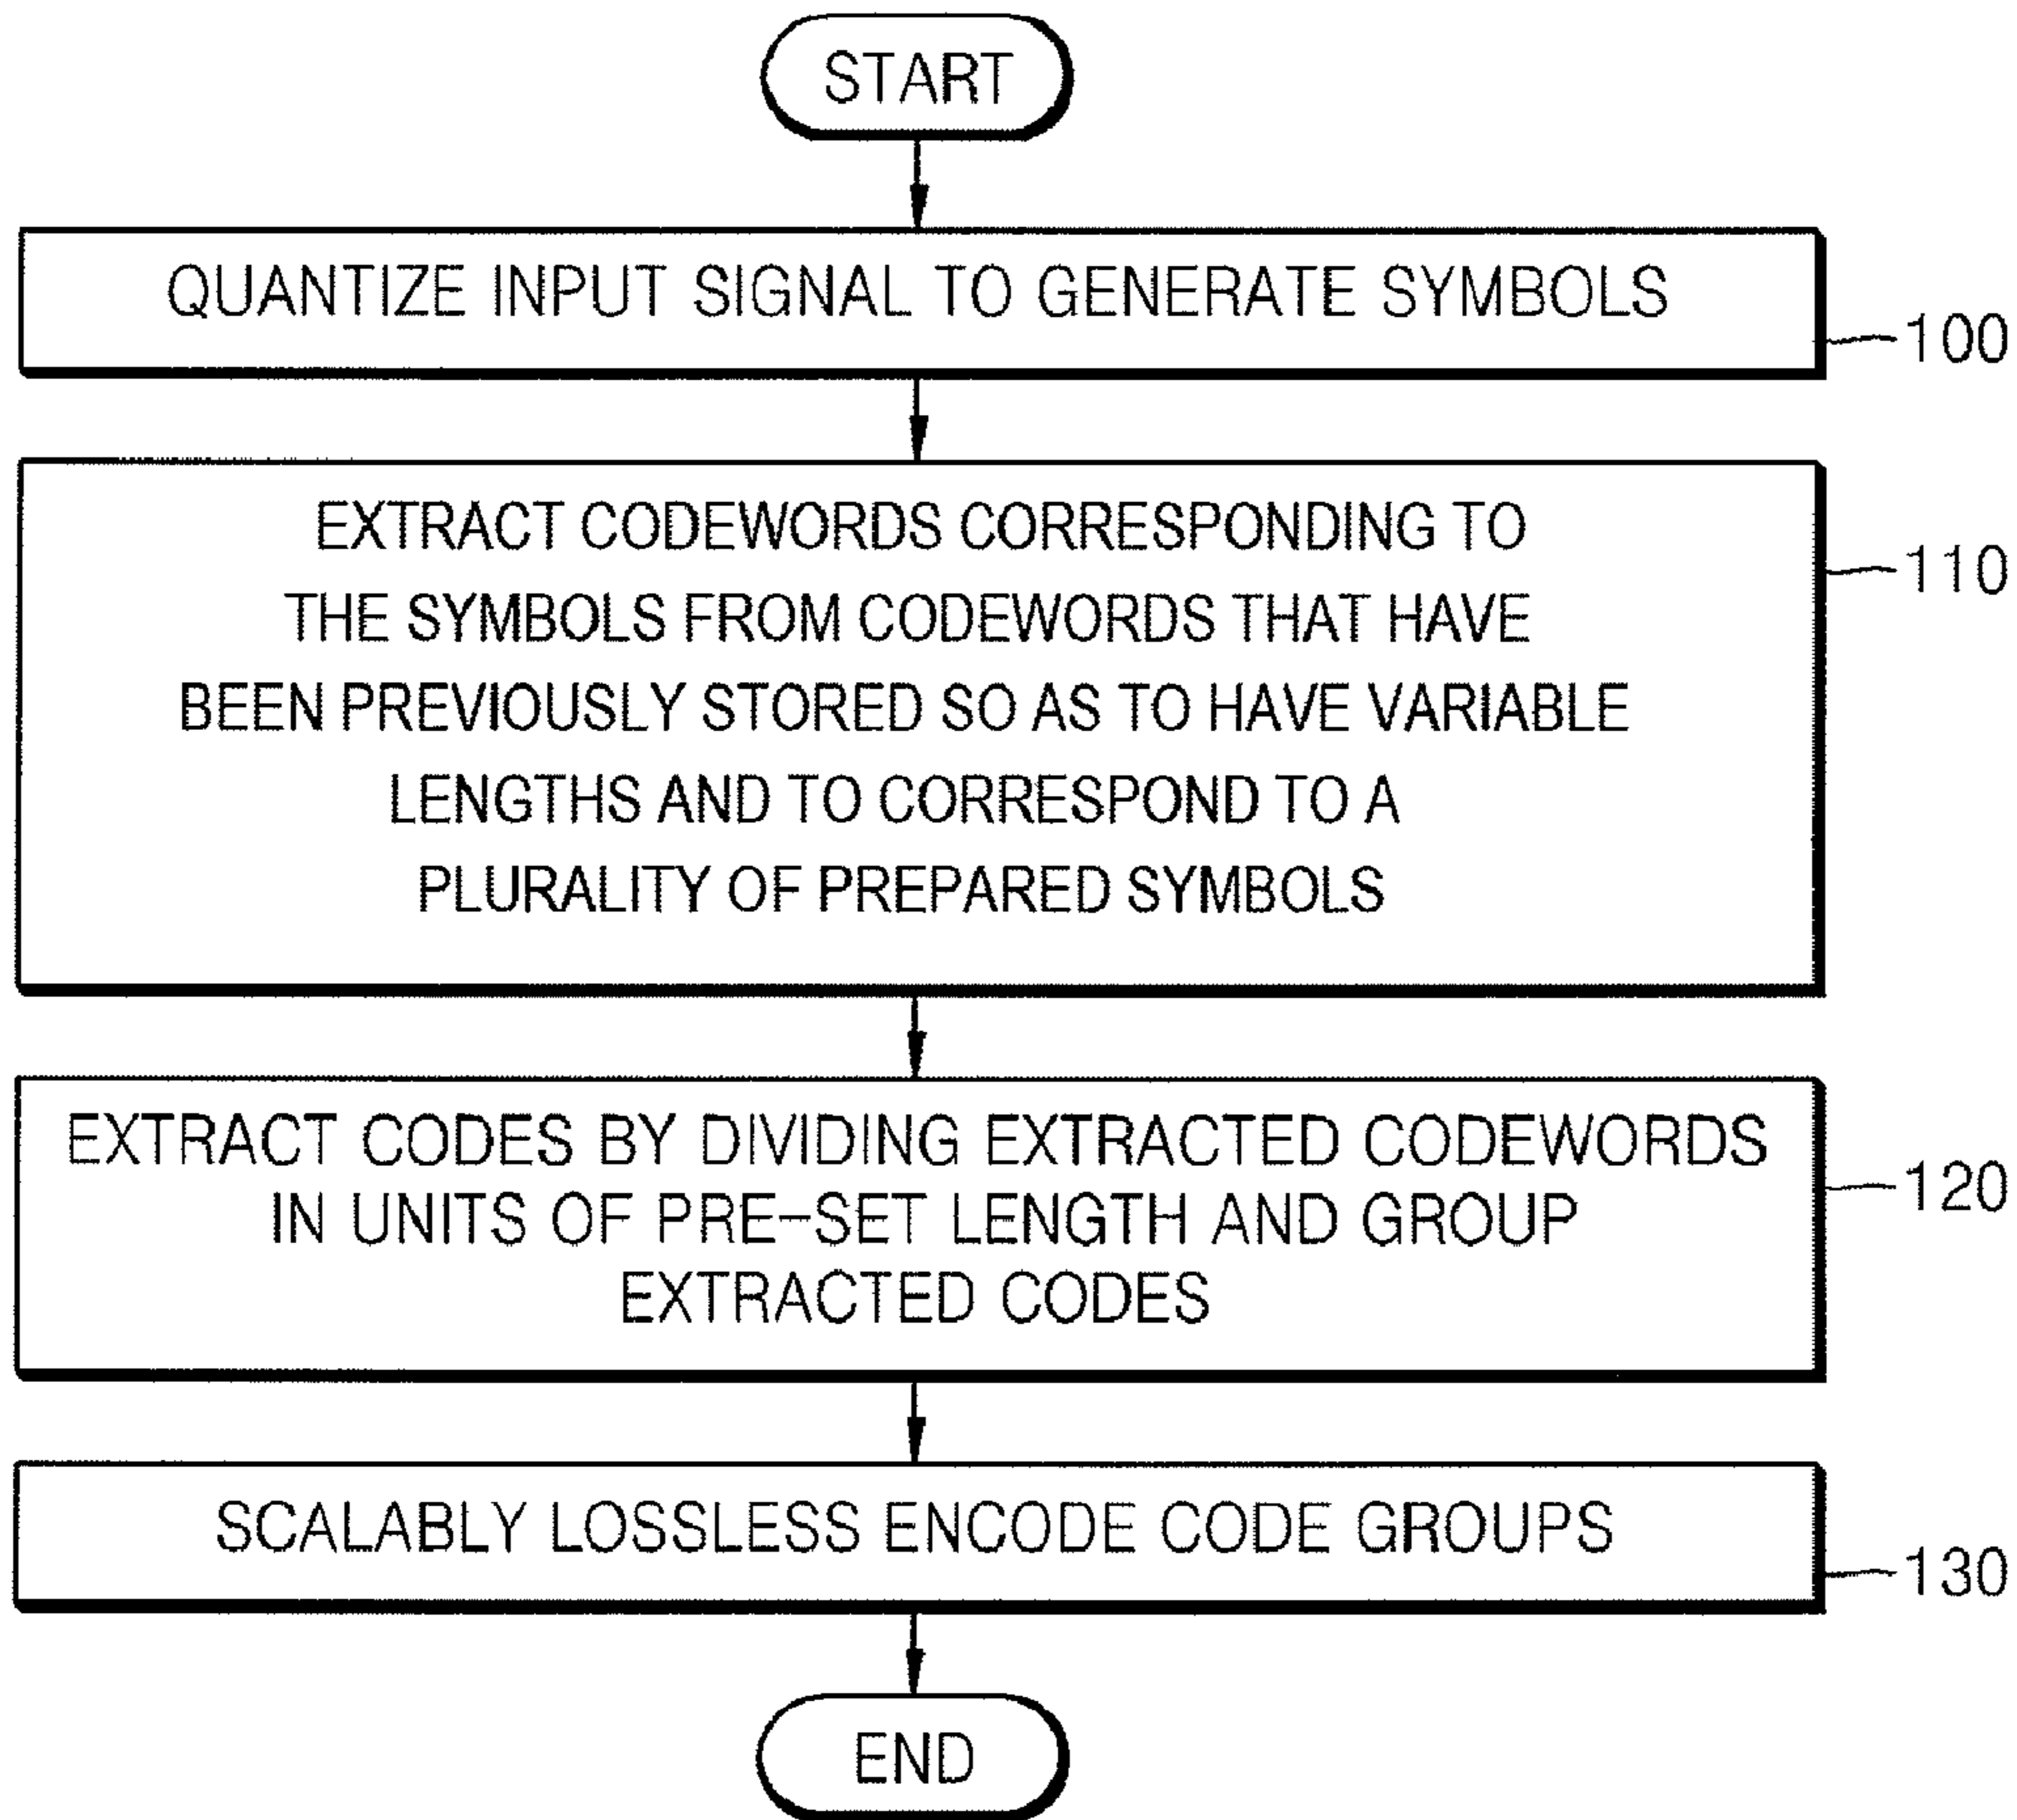 START
QUANTIZE INPUT SIGNAL TO GENERATE SYMBOLS
100
EXTRACT CODEWORDS CORRESPONDING TO
THE SYMBOLS FROM CODEWORDS THAT HAVE
BEEN PREVIOUSLY STORED SO AS TO HAVE VARIABLE
LENGTHS AND TO CORRESPOND TO A
PLURALITY OF PREPARED SYMBOLS
110
EXTRACT CODES BY DIVIDING EXTRACTED CODEWORDS
IN UNITS OF PRE-SET LENGTH AND GROUP
EXTRACTED CODES
120
SCALABLY LOSSLESS ENCODE CODE GROUPS
130
END